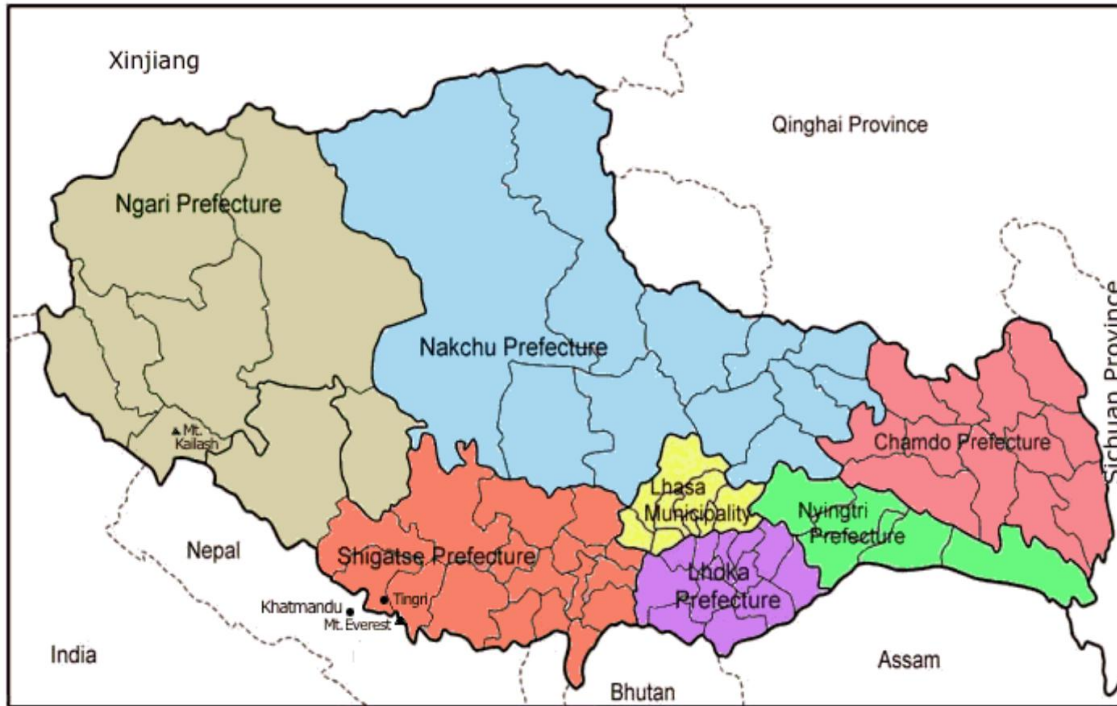 Xinjiang
Qinghai Province
Ngari Prefecture
Sichuan Province
Nakchu Prefecture
Mt.
Kailash
Chamdo Prefecture
Lhasa
Municipality
Nyingtri
Prefecture
Nepal
Shigatse Prefecture
Lhoka
Prefecture
Tingri
Khatmandu
Mt. Everest
India
Assam
Bhutan